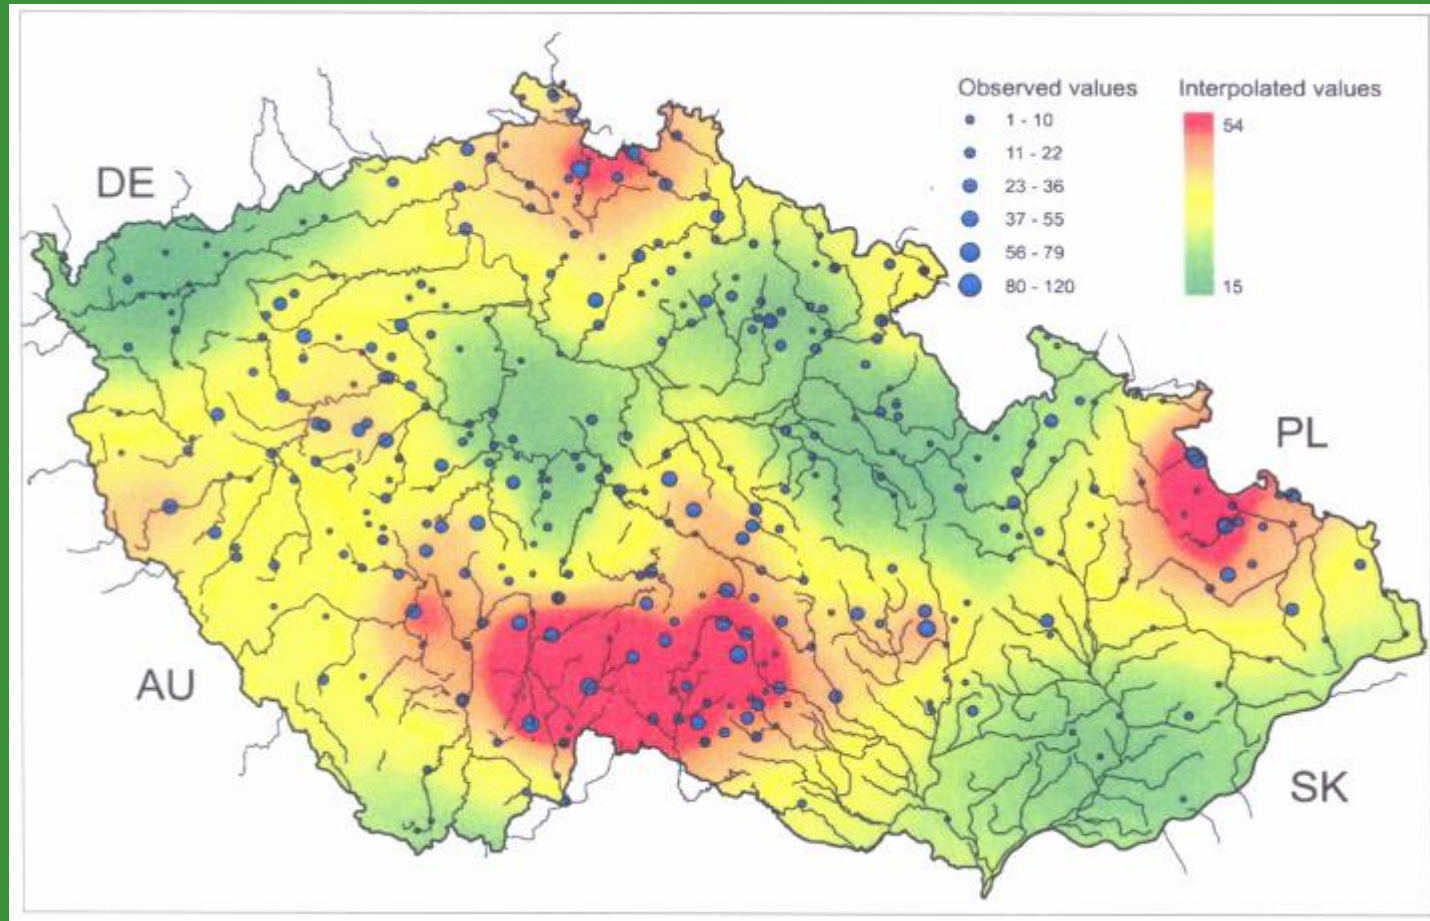 Observed values
1 - 10
11 - 22
23 - 36
37 - 55
56 - 79
80 - 120
Interpolated values
54
15
DE
PL
AU
SK